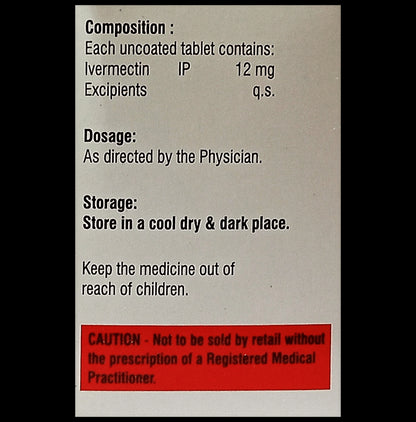 Composition :
Each uncoated tablet contains:
Ivermectin IP 12 mg
Excipients q.s.
Dosage:
As directed by the Physician.
Storage:
Store in a cool dry & dark place.
Keep the medicine out of
reach of children.
CAUTION - Not to be sold by retail without
the prescription of a Registered Medical
Practitioner.